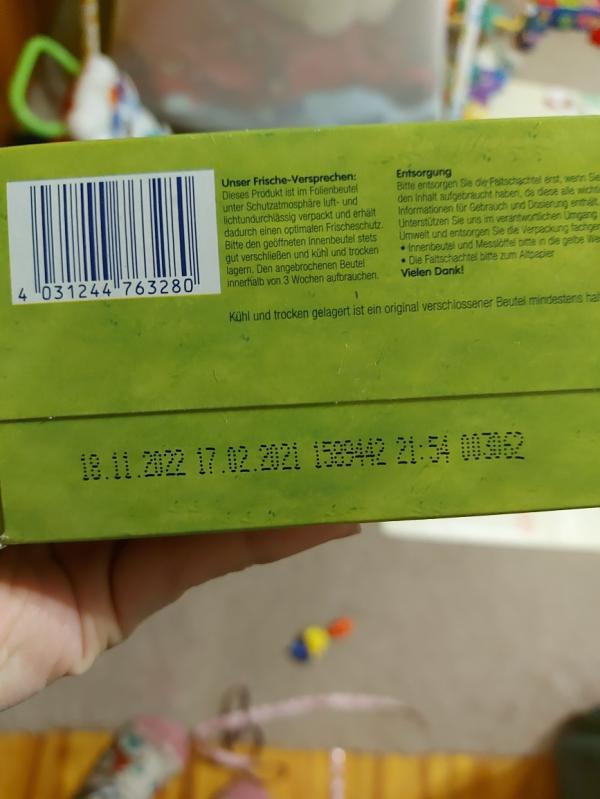 Unser Frische-Versprechen:
Dieses Produkt ist im Folienbeutel
unter Schutzatmosphäre luft- und
lichtundurchlässig verpackt und erhält
dadurch einen optimalen Frischeschutz.
Bitte den geöffneten Innenbeutel stets
gut verschließen und kühl und trocken
lagern. Den angebrochenen Beutel
innerhalb von 3 Wochen aufbrauchen.
Entsorgung
Bitte entsorgen Sie die Faltschachtel erst, wenn Sie
den Inhalt aufgebraucht haben, da diese alle
Informationen für Gebrauch und Dosierung enthält.
Unterstützen Sie uns im verantwortlichen Umgang
Umwelt und entsorgen Sie die Verpackung
• Innenbeutel und Messlöffel bitte in die gelbe
• Die Faltschachtel bitte zum Altpapier
Vielen Dank!
4 031244 763280
Kühl und trocken gelagert ist ein original verschlossener Beutel mindestens
18.11.2022 17.02.2021 1589442 21:54 003062